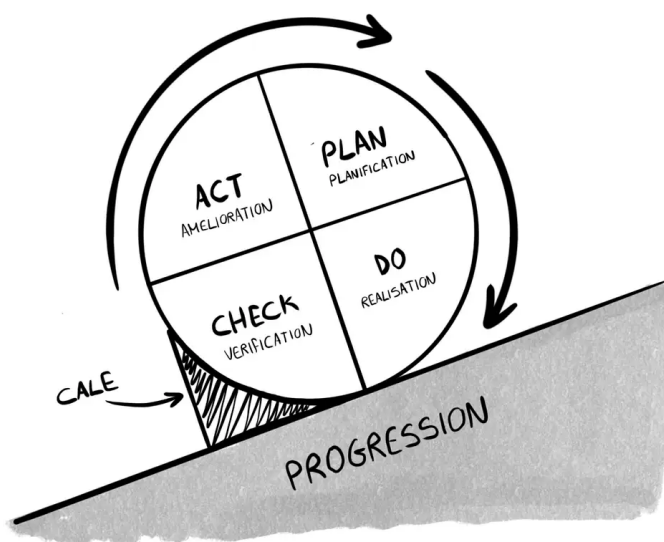 PLAN
PLANIFICATION
ACT
AMELIORATION
DO
REALISATION
CHECK
VERIFICATION
CALE
PROGRESSION